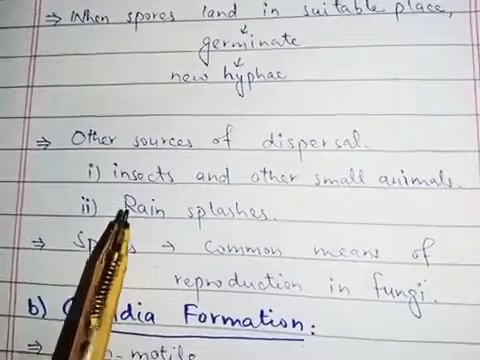 ⇒ When spores land in suitable place,
↓
germinate
↓
new hyphae
⇒ Other sources of dispersal.
i) insects and other small animals.
ii) Rain splashes.
⇒ → common means of
reproduction in fungi.
b) Formation:
⇒ motile